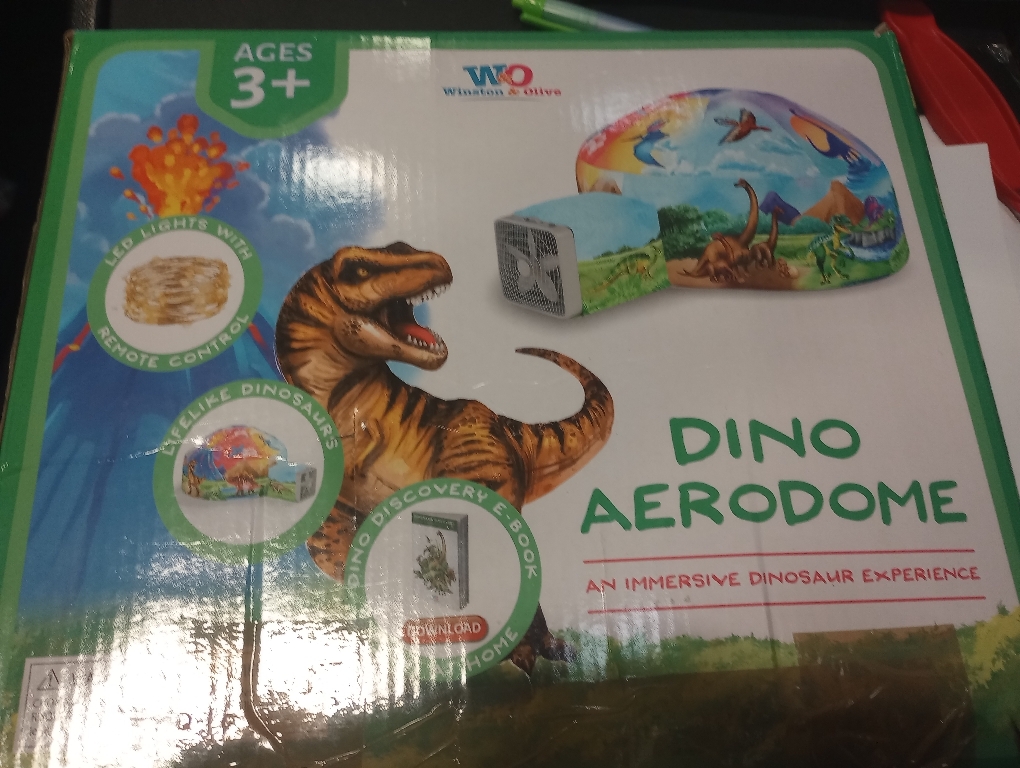 AGES
3+
W&O
Winston & Olive
LED LIGHTS WITH
REMOTE CONTROL
LIFELIKE DINOSAURS
DINO DISCOVERY E-BOOK
DOWNLOAD
HOME
DINO
AERODOME
AN IMMERSIVE DINOSAUR EXPERIENCE